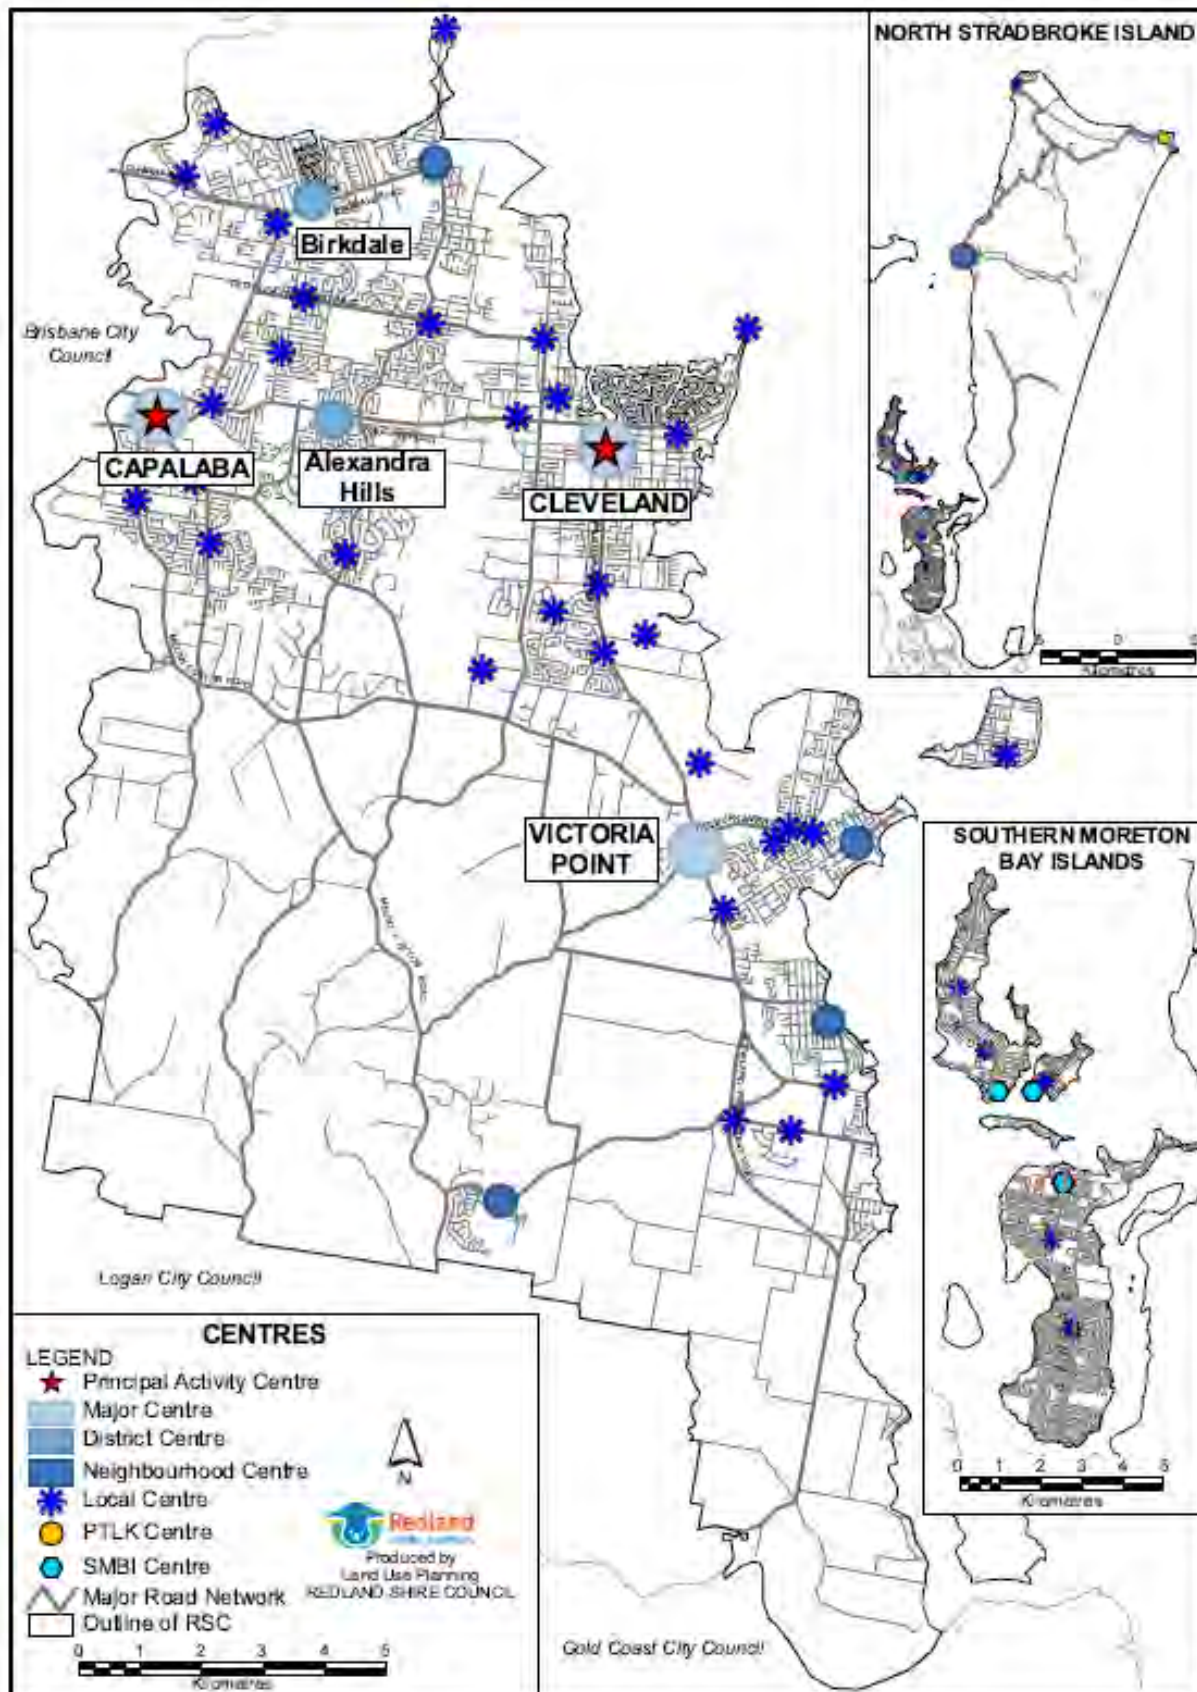 NORTH STRADBROKE ISLAND
Birkdale
Brisbane City
Council
CAPALABA
Alexandra
Hills
CLEVELAND
Kilometres
VICTORIA
POINT
SOUTHERN MORETON
BAY ISLANDS
Logan City Council
0 1 2 3 4 5
Kilometres
CENTRES
LEGEND
Principal Activity Centre
Major Centre
District Centre
Neighbourhood Centre
Local Centre
PTLK Centre
SMBI Centre
Major Road Network
Outline of RSC
N
Redland
Produced by
Land Use Planning
REDLAND SHIRE COUNCIL
0 1 2 3 4 5
Kilometres
Gold Coast City Council